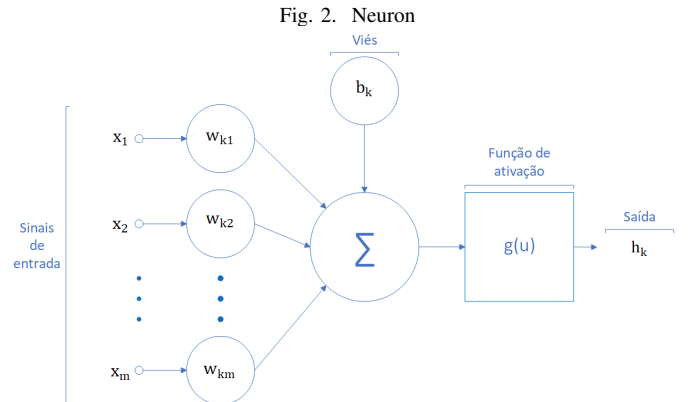 Fig. 2. Neuron
Viés
b_k
x_1
w_k1
Função de
ativação
x_2
w_k2
Sinais
de
entrada
∑
g(u)
Saída
h_k
x_m
w_km